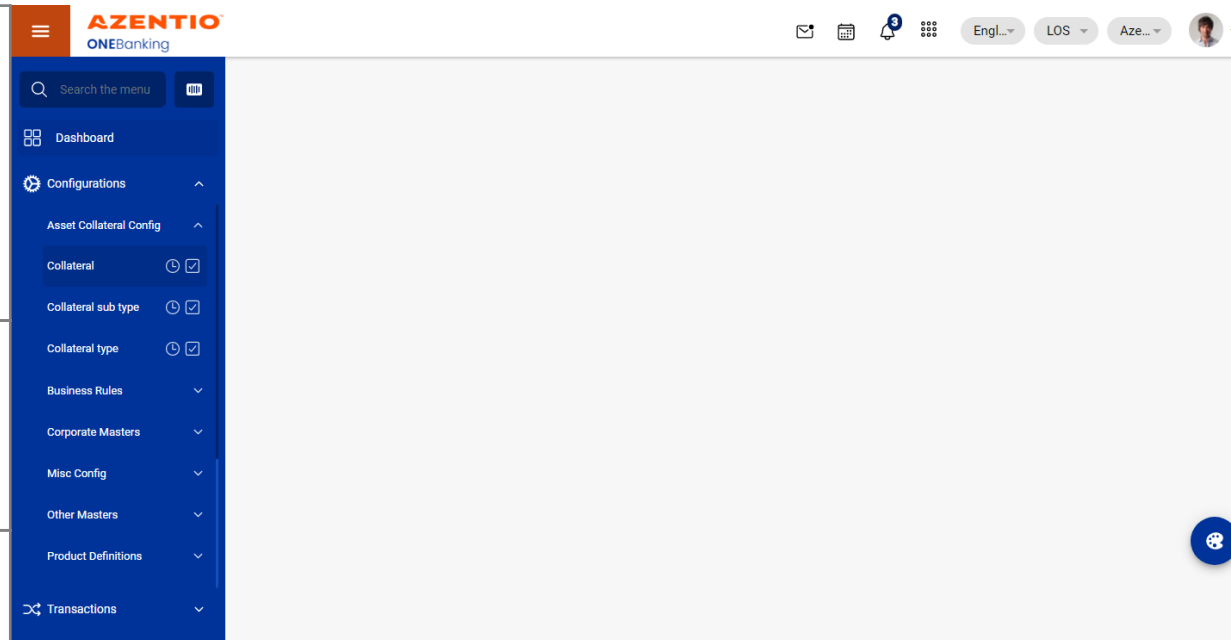 AZENTIO
ONEBanking
3
Engl...
LOS
Aze...
Search the menu
Dashboard
Configurations
Asset Collateral Config
Collateral
Collateral sub type
Collateral type
Business Rules
Corporate Masters
Misc Config
Other Masters
Product Definitions
Transactions